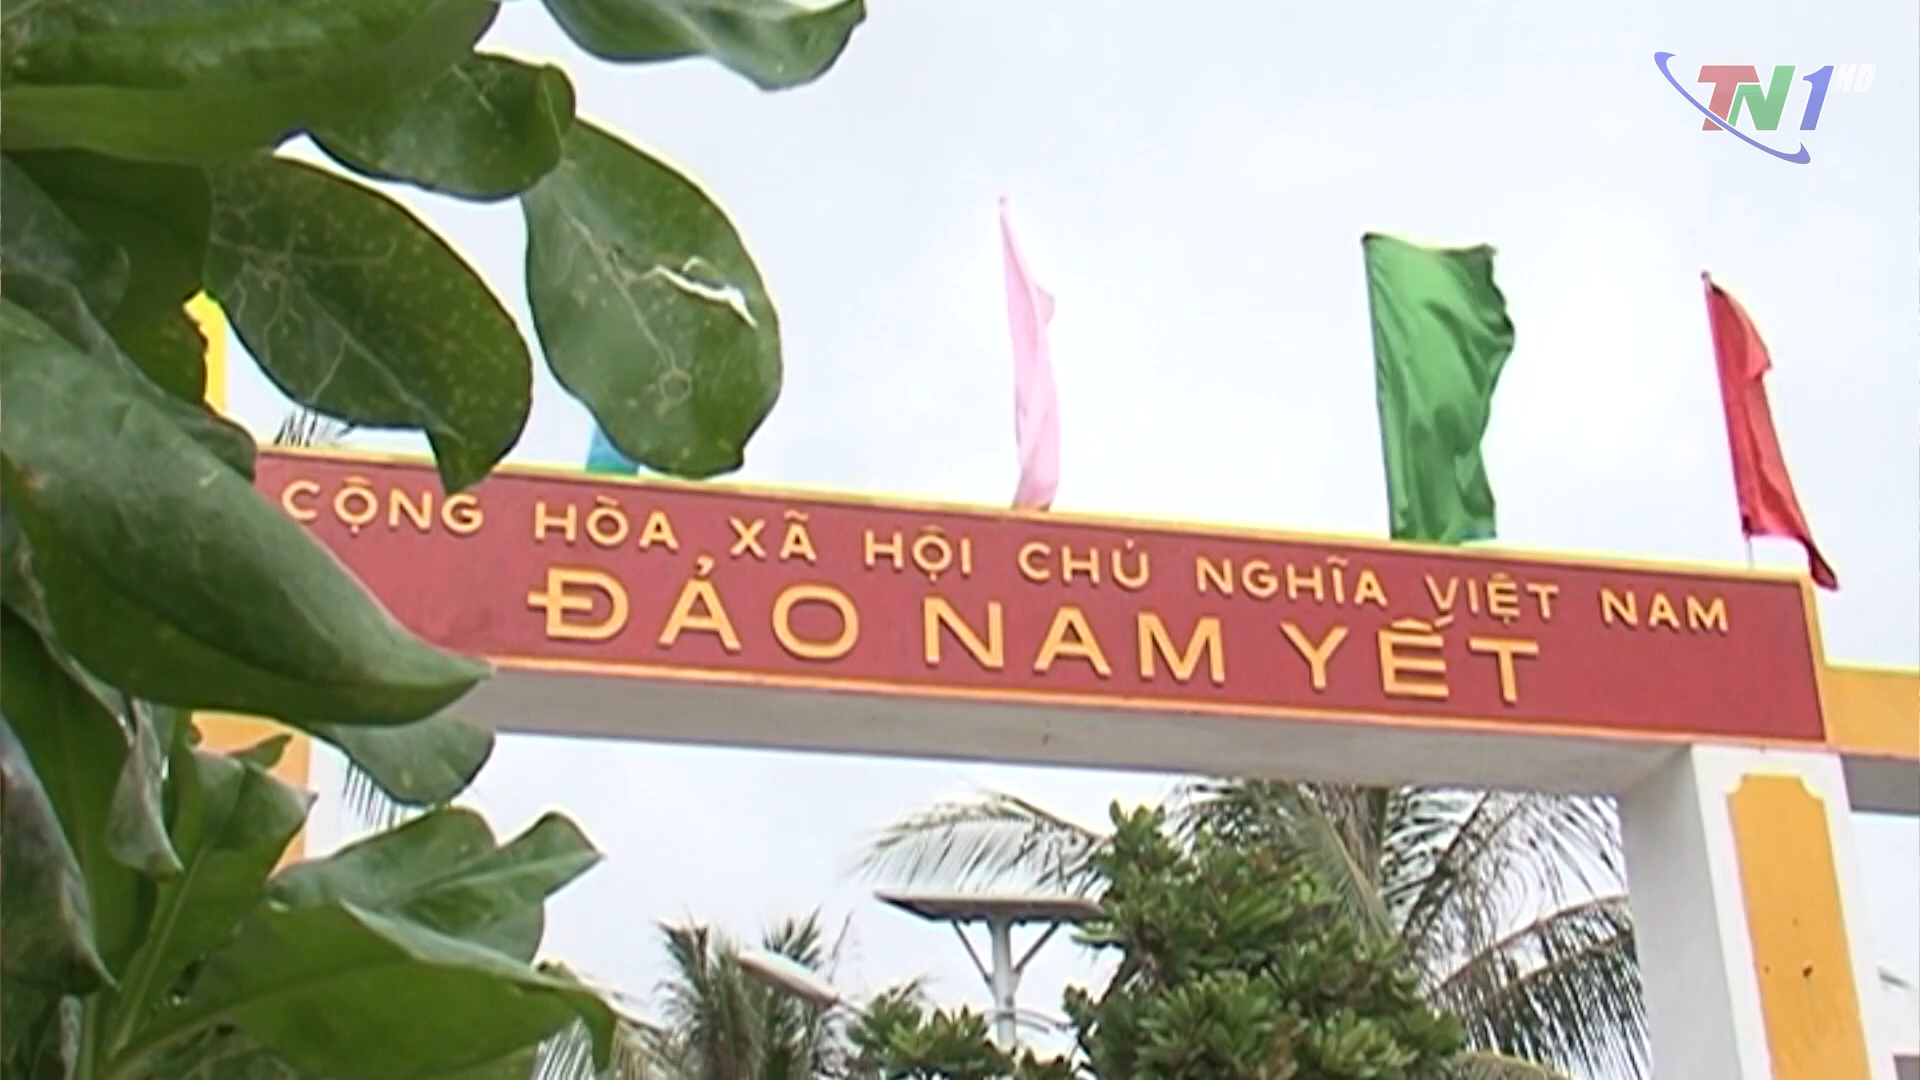 TN1 HD
CỘNG HÒA XÃ HỘI CHỦ NGHĨA VIỆT NAM
ĐẢO NAM YẾT